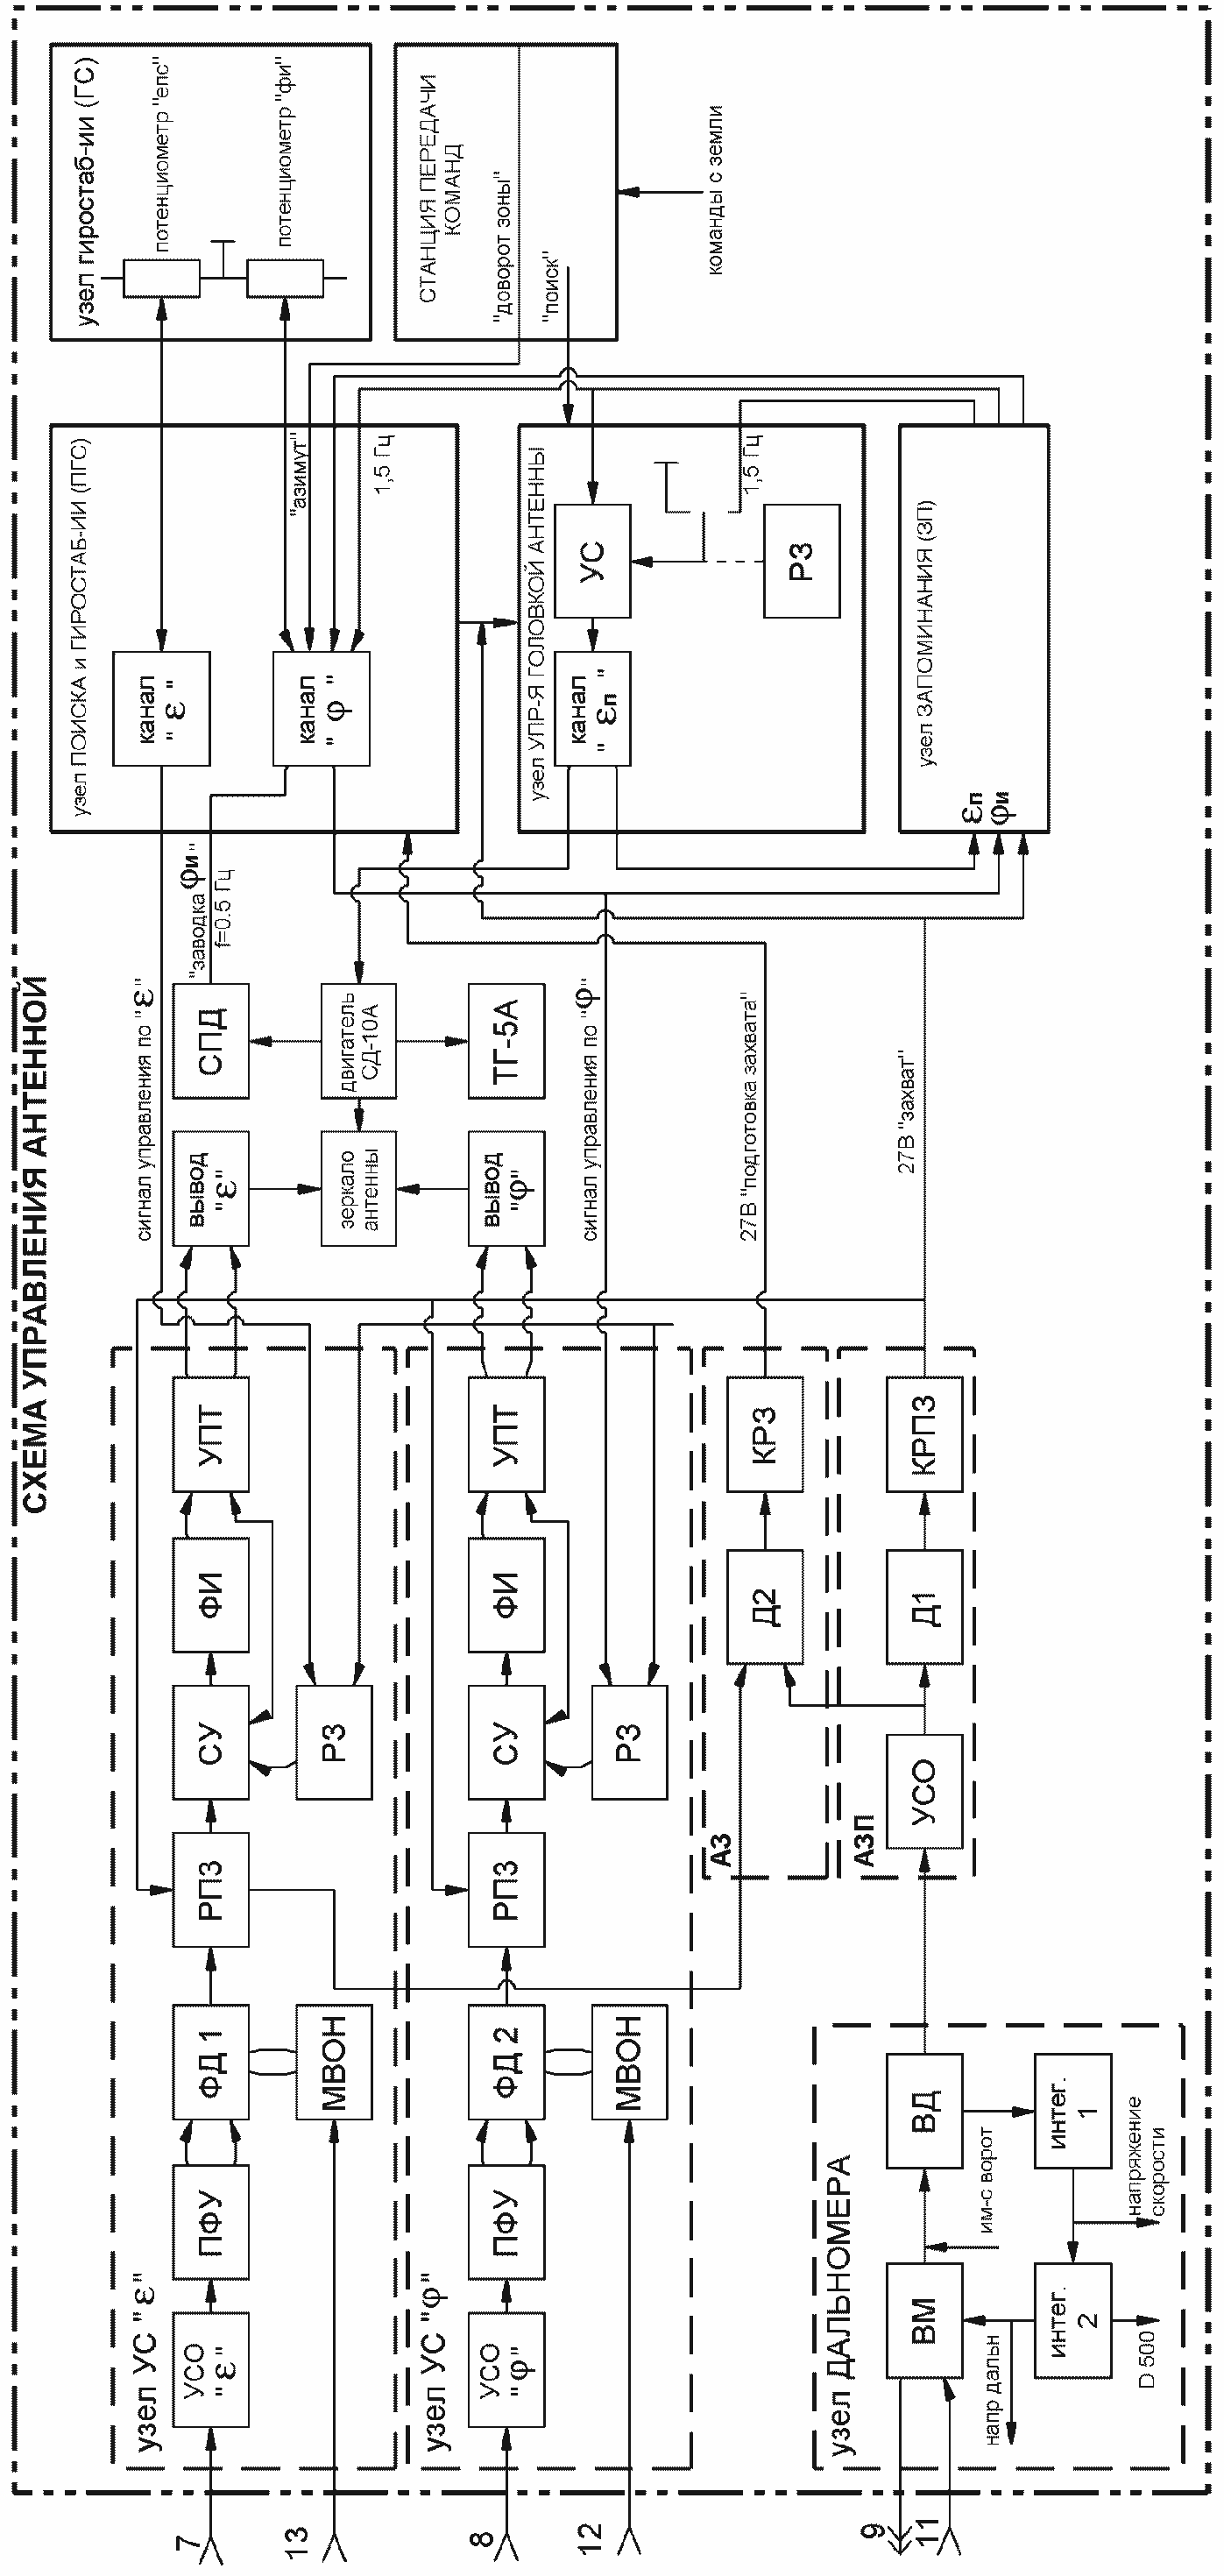 СХЕМА УПРАВЛЕНИЯ АНТЕННОЙ
узел УС "ε"
7
УСО
"ε"
ПФУ
ФД 1
РПЗ
СУ
ФИ
УПТ
13
МВОН
РЗ
вывод
"ε"
сигнал управления по "ε"
СПД
"заводка φи"
f=0.5 Гц
зеркало
антенны
двигатель
СД-10А
ТГ-5А
вывод
"φ"
сигнал управления по "φ"
узел УС "φ"
8
УСО
"φ"
ПФУ
ФД 2
РПЗ
СУ
ФИ
УПТ
12
МВОН
РЗ
АЗ
Д2
КРЗ
27В "подготовка захвата"
АЗП
УСО
Д1
КРПЗ
27В "захват"
узел ДАЛЬНОМЕРА
9
11
ВМ
ВД
им-с ворот
напр дальн
интег.
2
интег.
1
D 500
напряжение
скорости
узел ПОИСКА и ГИРОСТАБ-ИИ (ПГС)
канал
" ε "
канал
" φ "
"азимут"
1,5 Гц
узел гиростаб-ии (ГС)
потенциометр "епс"
потенциометр "фи"
СТАНЦИЯ ПЕРЕДАЧИ
КОМАНД
"доворот зоны"
"поиск"
команды с земли
узел УПР-Я ГОЛОВКОЙ АНТЕННЫ
канал
" εп "
УС
РЗ
1,5 Гц
узел ЗАПОМИНАНИЯ (ЗП)
εп
φи